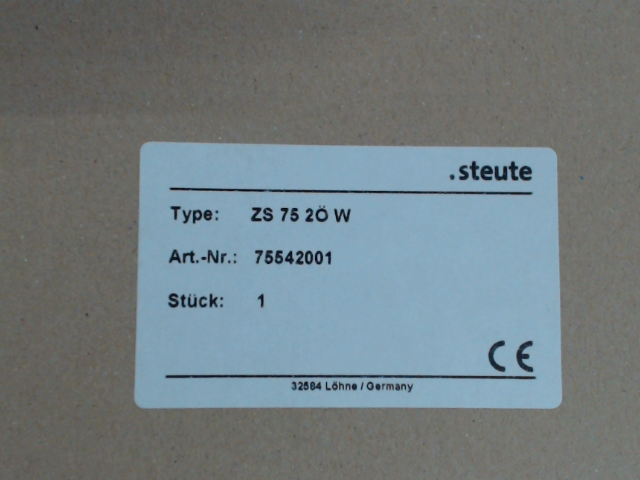 .steute
Type: ZS 75 2Ö W
Art.-Nr.: 75542001
Stück: 1
CE
32584 Löhne / Germany